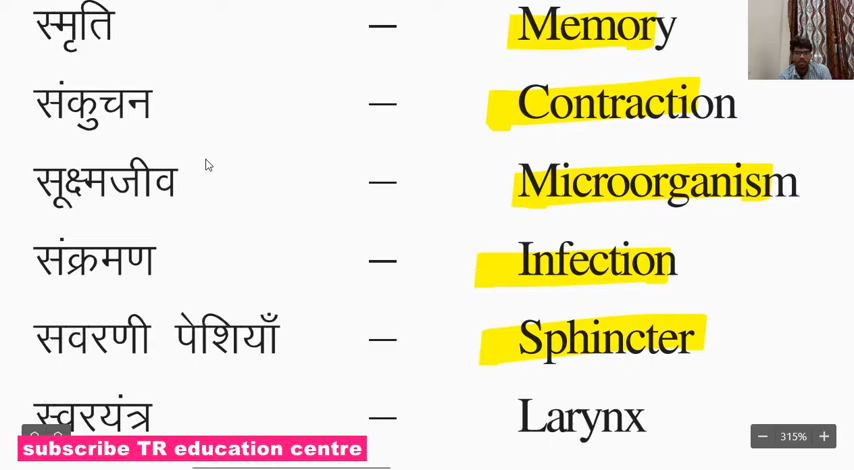 स्मृति — Memory
संकुचन — Contraction
सूक्ष्मजीव — Microorganism
संक्रमण — Infection
सवरणी पेशियाँ — Sphincter
स्वरयंत्र — Larynx
subscribe TR education centre
315%